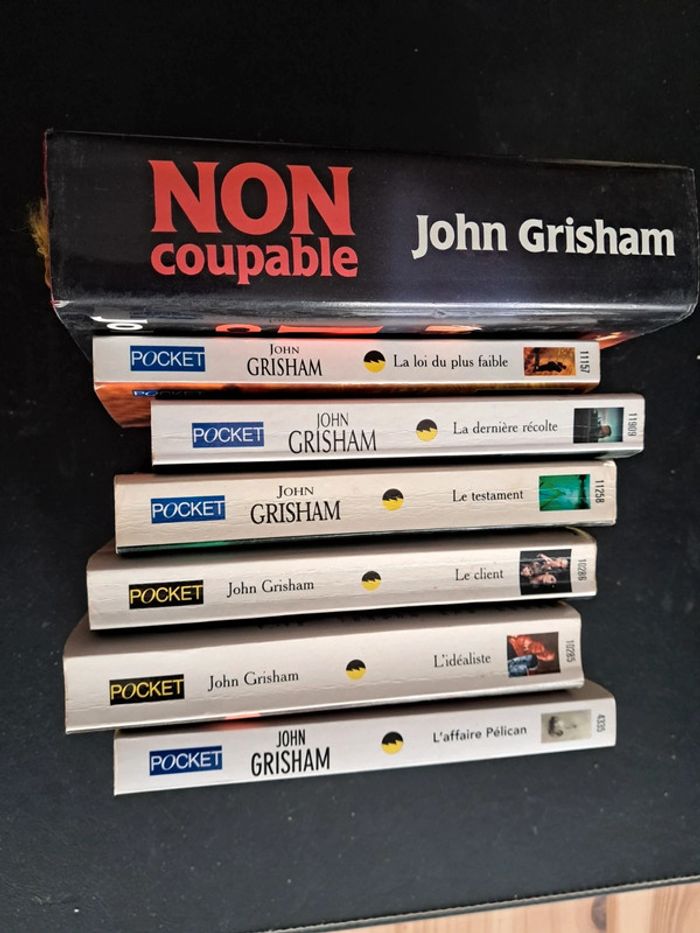 NON
coupable
John Grisham
POCKET
JOHN
GRISHAM
La loi du plus faible
11157
POCKET
JOHN
GRISHAM
La dernière récolte
11909
POCKET
JOHN
GRISHAM
Le testament
11258
POCKET
John Grisham
Le client
10286
POCKET
John Grisham
L'idéaliste
10285
POCKET
JOHN
GRISHAM
L'affaire Pélican
4335